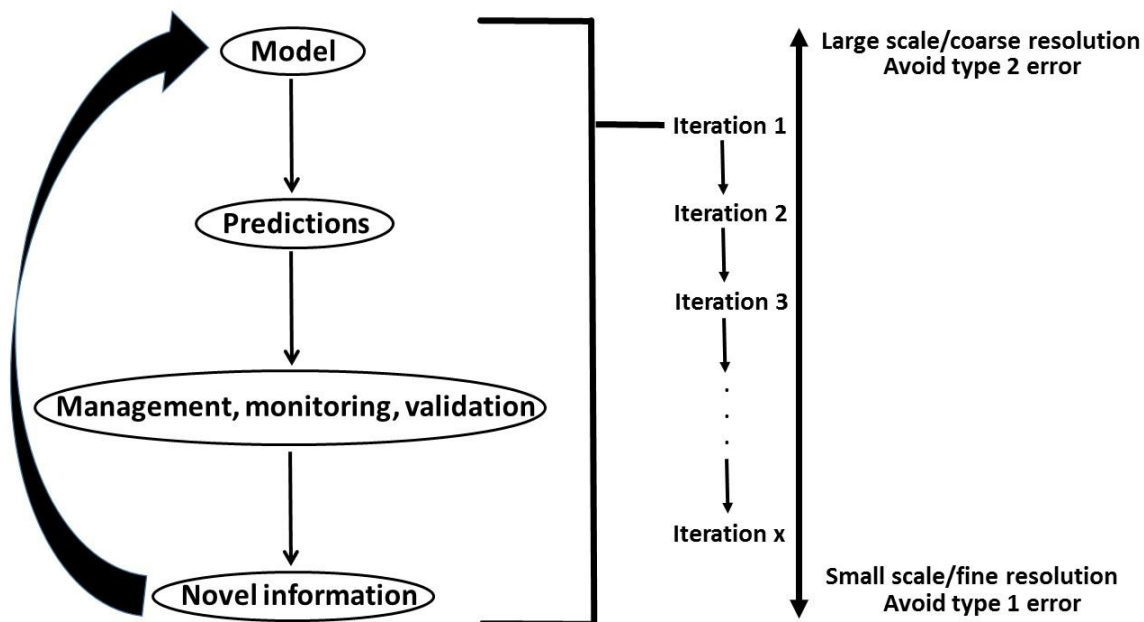 Model
Predictions
Management, monitoring, validation
Novel information
Iteration 1
Iteration 2
Iteration 3
.
.
.
Iteration x
Large scale/coarse resolution
Avoid type 2 error
Small scale/fine resolution
Avoid type 1 error